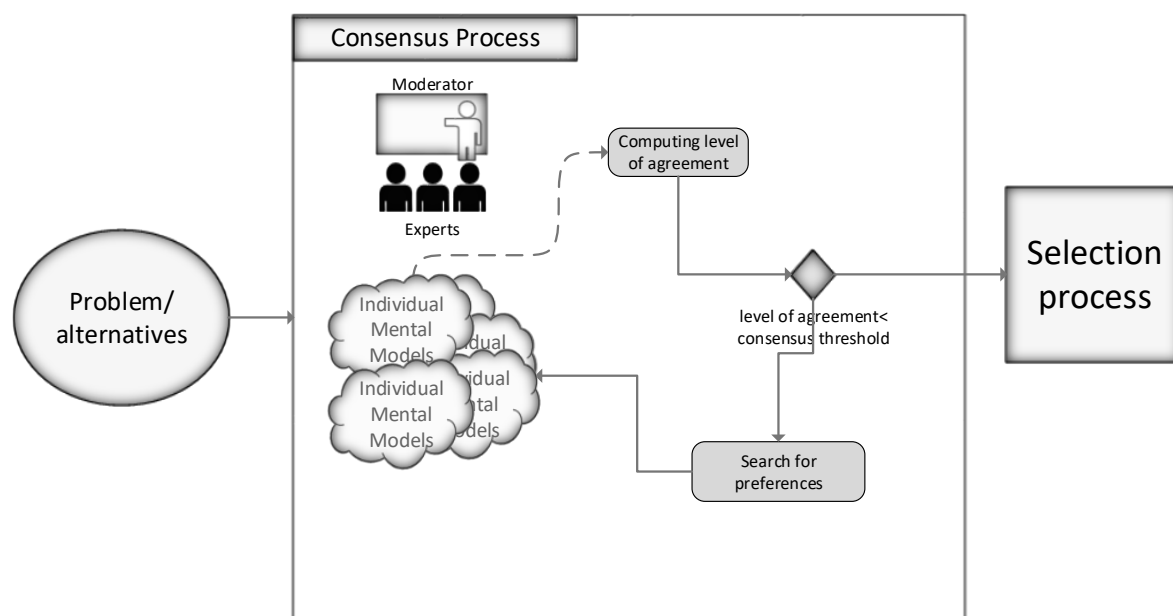 Consensus Process
Moderator
Experts
Computing level
of agreement
Problem/
alternatives
Individual
Mental
Models
Individual
Mental
Models
level of agreement<
consensus threshold
Search for
preferences
Selection
process